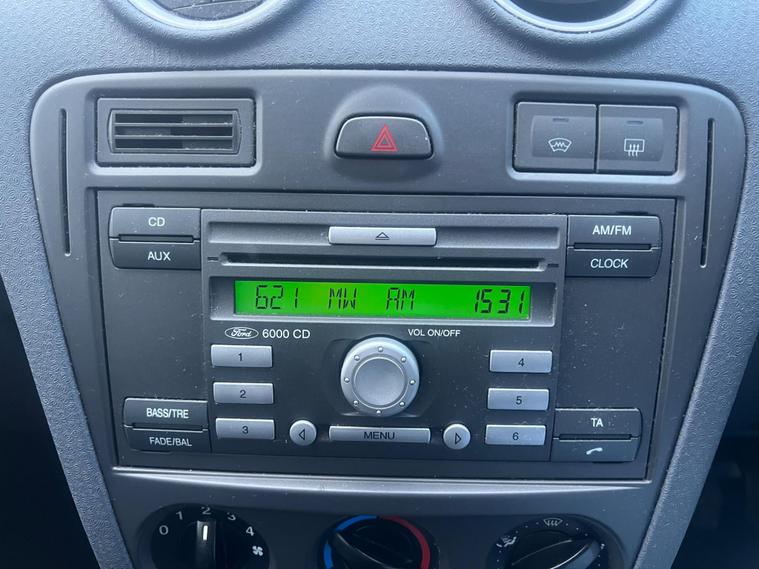 CD
AUX
AM/FM
CLOCK
621 MW AM 1531
Ford 6000 CD
VOL ON/OFF
1
2
3
4
5
6
BASS/TRE
FADE/BAL
MENU
TA
0 1 2 3 4